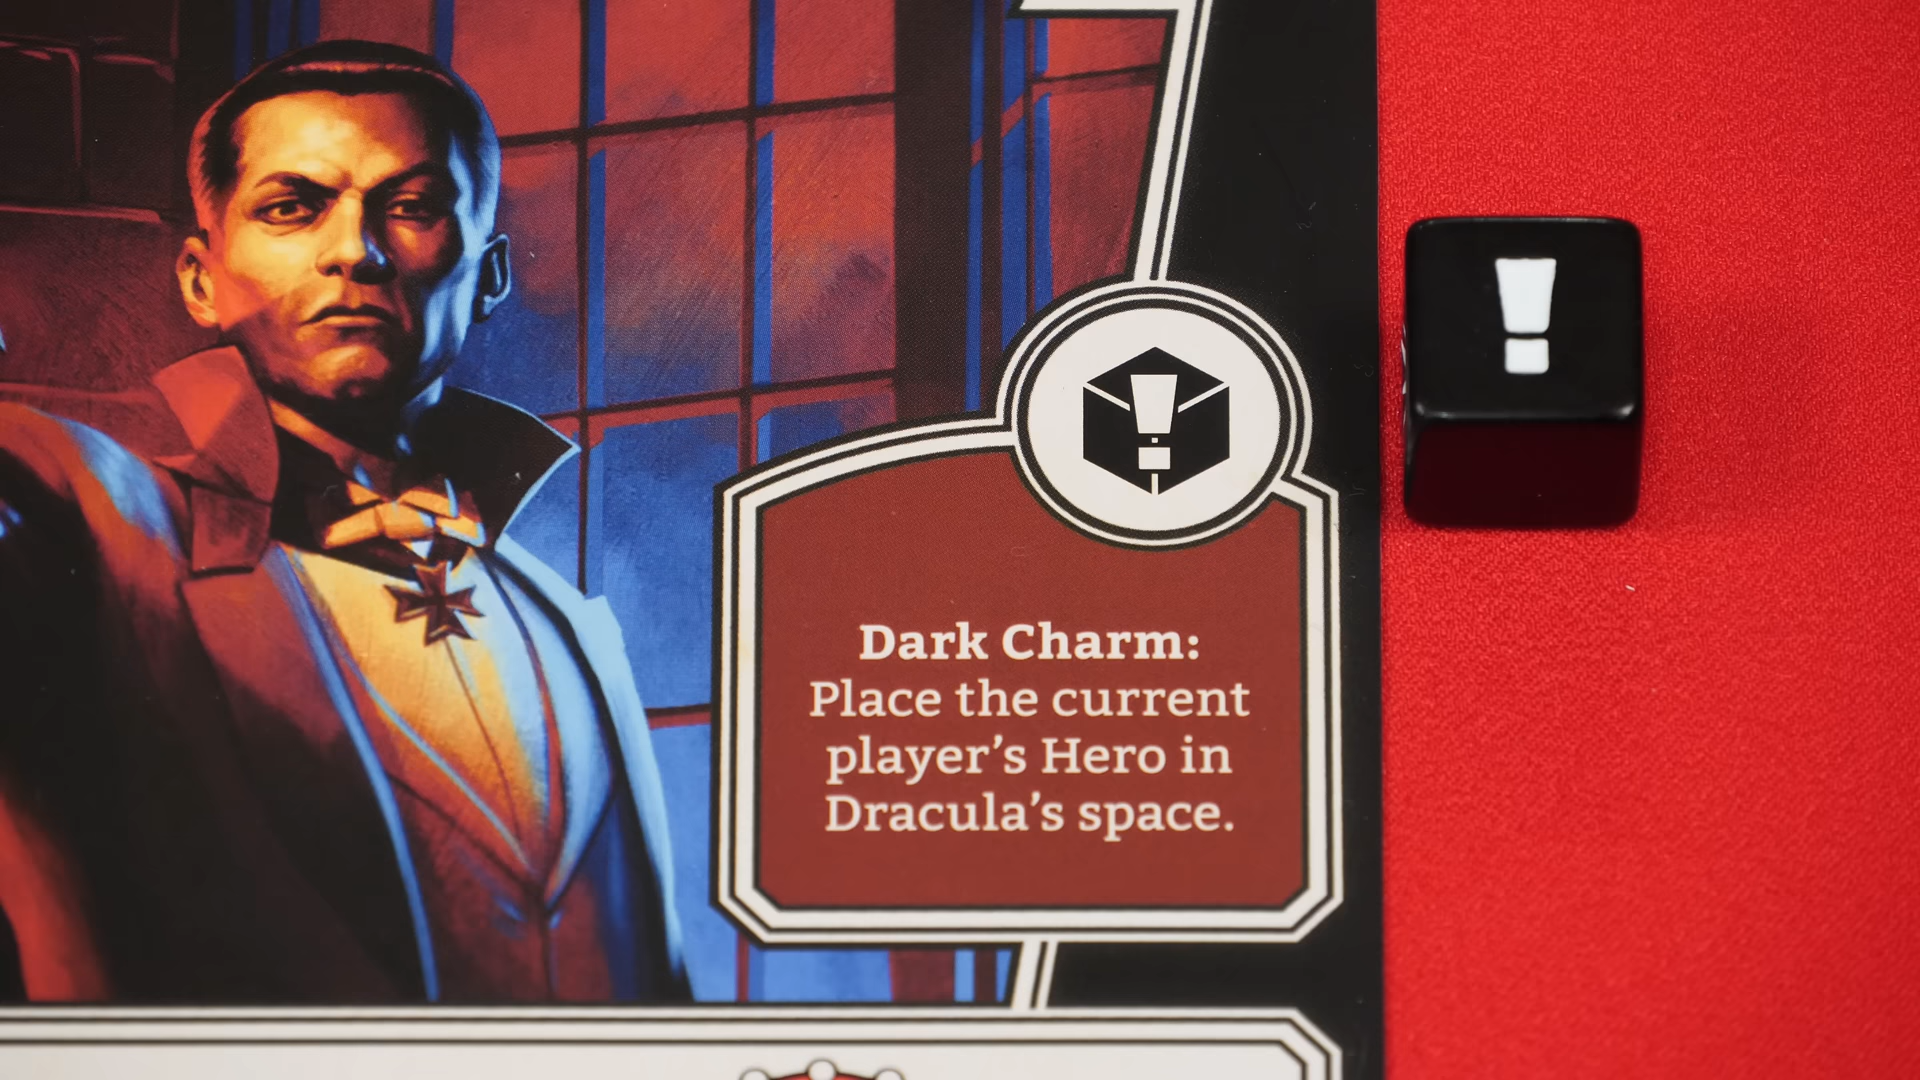 !
!
Dark Charm:
Place the current
player’s Hero in
Dracula’s space.